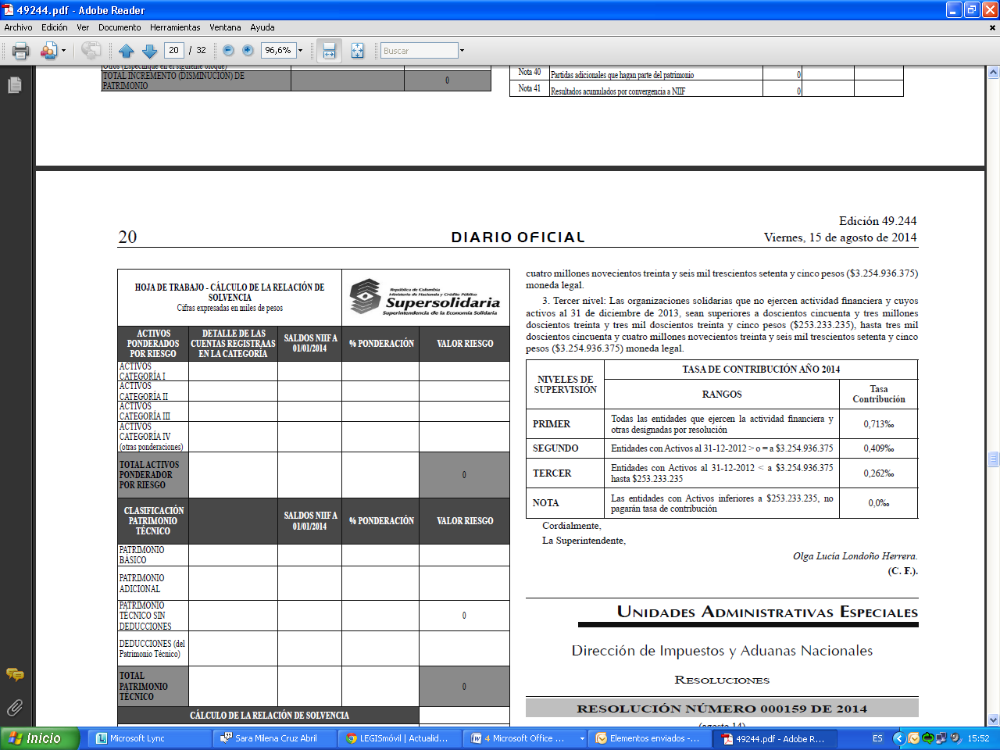 49244.pdf - Adobe Reader
Archivo Edición Ver Documento Herramientas Ventana Ayuda
20 / 32 96,6% Buscar
Otros (Especifique en el siguiente bloque)
TOTAL INCREMENTO (DISMINUCIÓN) DE
PATRIMONIO
0
Nota 40 Partidas adicionales que hagan parte del patrimonio 0
Nota 41 Resultados acumulados por convergencia a NIIF 0
Edición 49.244
20 DIARIO OFICIAL Viernes, 15 de agosto de 2014
HOJA DE TRABAJO - CÁLCULO DE LA RELACIÓN DE
SOLVENCIA
Cifras expresadas en miles de pesos
República de Colombia
Ministerio de Hacienda y Crédito Público
Supersolidaria
Superintendencia de la Economía Solidaria
ACTIVOS
PONDERADOS
POR RIESGO
DETALLE DE LAS
CUENTAS REGISTRAAS
EN LA CATEGORÍA
SALDOS NIIF A
01/01/2014
% PONDERACIÓN
VALOR RIESGO
ACTIVOS
CATEGORÍA I
ACTIVOS
CATEGORÍA II
ACTIVOS
CATEGORÍA III
ACTIVOS
CATEGORÍA IV
(otras ponderaciones)
TOTAL ACTIVOS
PONDERADOR
POR RIESGO
0
CLASIFICACIÓN
PATRIMONIO
TÉCNICO
SALDOS NIIF A
01/01/2014
% PONDERACIÓN
VALOR RIESGO
PATRIMONIO
BÁSICO
PATRIMONIO
ADICIONAL
PATRIMONIO
TÉCNICO SIN
DEDUCCIONES
0
DEDUCCIONES (del
Patrimonio Técnico)
TOTAL
PATRIMONIO
TÉCNICO
0
CÁLCULO DE LA RELACIÓN DE SOLVENCIA
cuatro millones novecientos treinta y seis mil trescientos setenta y cinco pesos ($3.254.936.375)
moneda legal.
3. Tercer nivel: Las organizaciones solidarias que no ejercen actividad financiera y cuyos
activos al 31 de diciembre de 2013, sean superiores a doscientos cincuenta y tres millones
doscientos treinta y tres mil doscientos treinta y cinco pesos ($253.233.235), hasta tres mil
doscientos cincuenta y cuatro millones novecientos treinta y seis mil trescientos setenta y cinco
pesos ($3.254.936.375) moneda legal.
NIVELES DE
SUPERVISIÓN
TASA DE CONTRIBUCIÓN AÑO 2014
RANGOS
Tasa
Contribución
PRIMER
Todas las entidades que ejercen la actividad financiera y
otras designadas por resolución
0,713‰
SEGUNDO
Entidades con Activos al 31-12-2012 > o = a $3.254.936.375
0,409‰
TERCER
Entidades con Activos al 31-12-2012 < a $3.254.936.375
hasta $253.233.235
0,262‰
NOTA
Las entidades con Activos inferiores a $253.233.235, no
pagarán tasa de contribución
0,0‰
Cordialmente,
La Superintendente,
Olga Lucía Londoño Herrera.
(C. F.).
UNIDADES ADMINISTRATIVAS ESPECIALES
Dirección de Impuestos y Aduanas Nacionales
RESOLUCIONES
RESOLUCIÓN NÚMERO 000159 DE 2014
(agosto 14)
Inicio Microsoft Lync Sara Milena Cruz Abril LEGISmóvil | Actualid... 4 Microsoft Office ... Elementos enviados -... 49244.pdf - Adobe R... ES 15:52